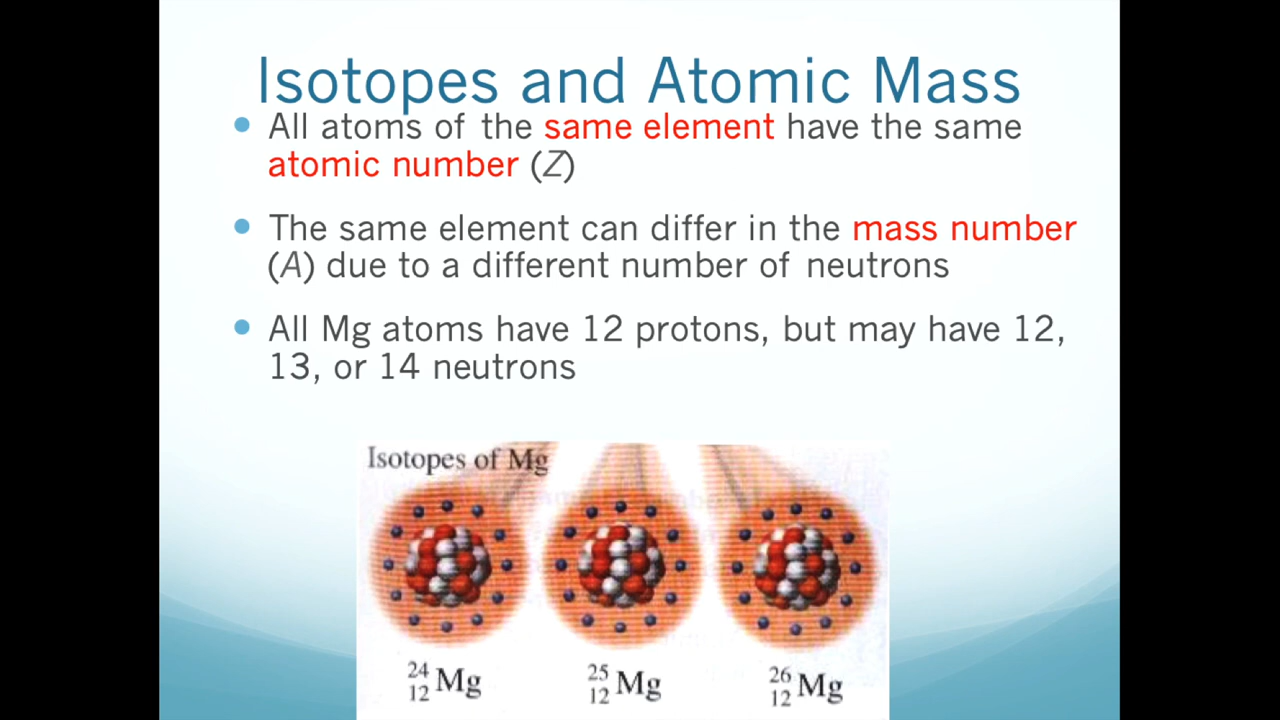 Isotopes and Atomic Mass
All atoms of the same element have the same
atomic number (Z)
The same element can differ in the mass number
(A) due to a different number of neutrons
All Mg atoms have 12 protons, but may have 12,
13, or 14 neutrons
Isotopes of Mg
24
12 Mg
25
12 Mg
26
12 Mg